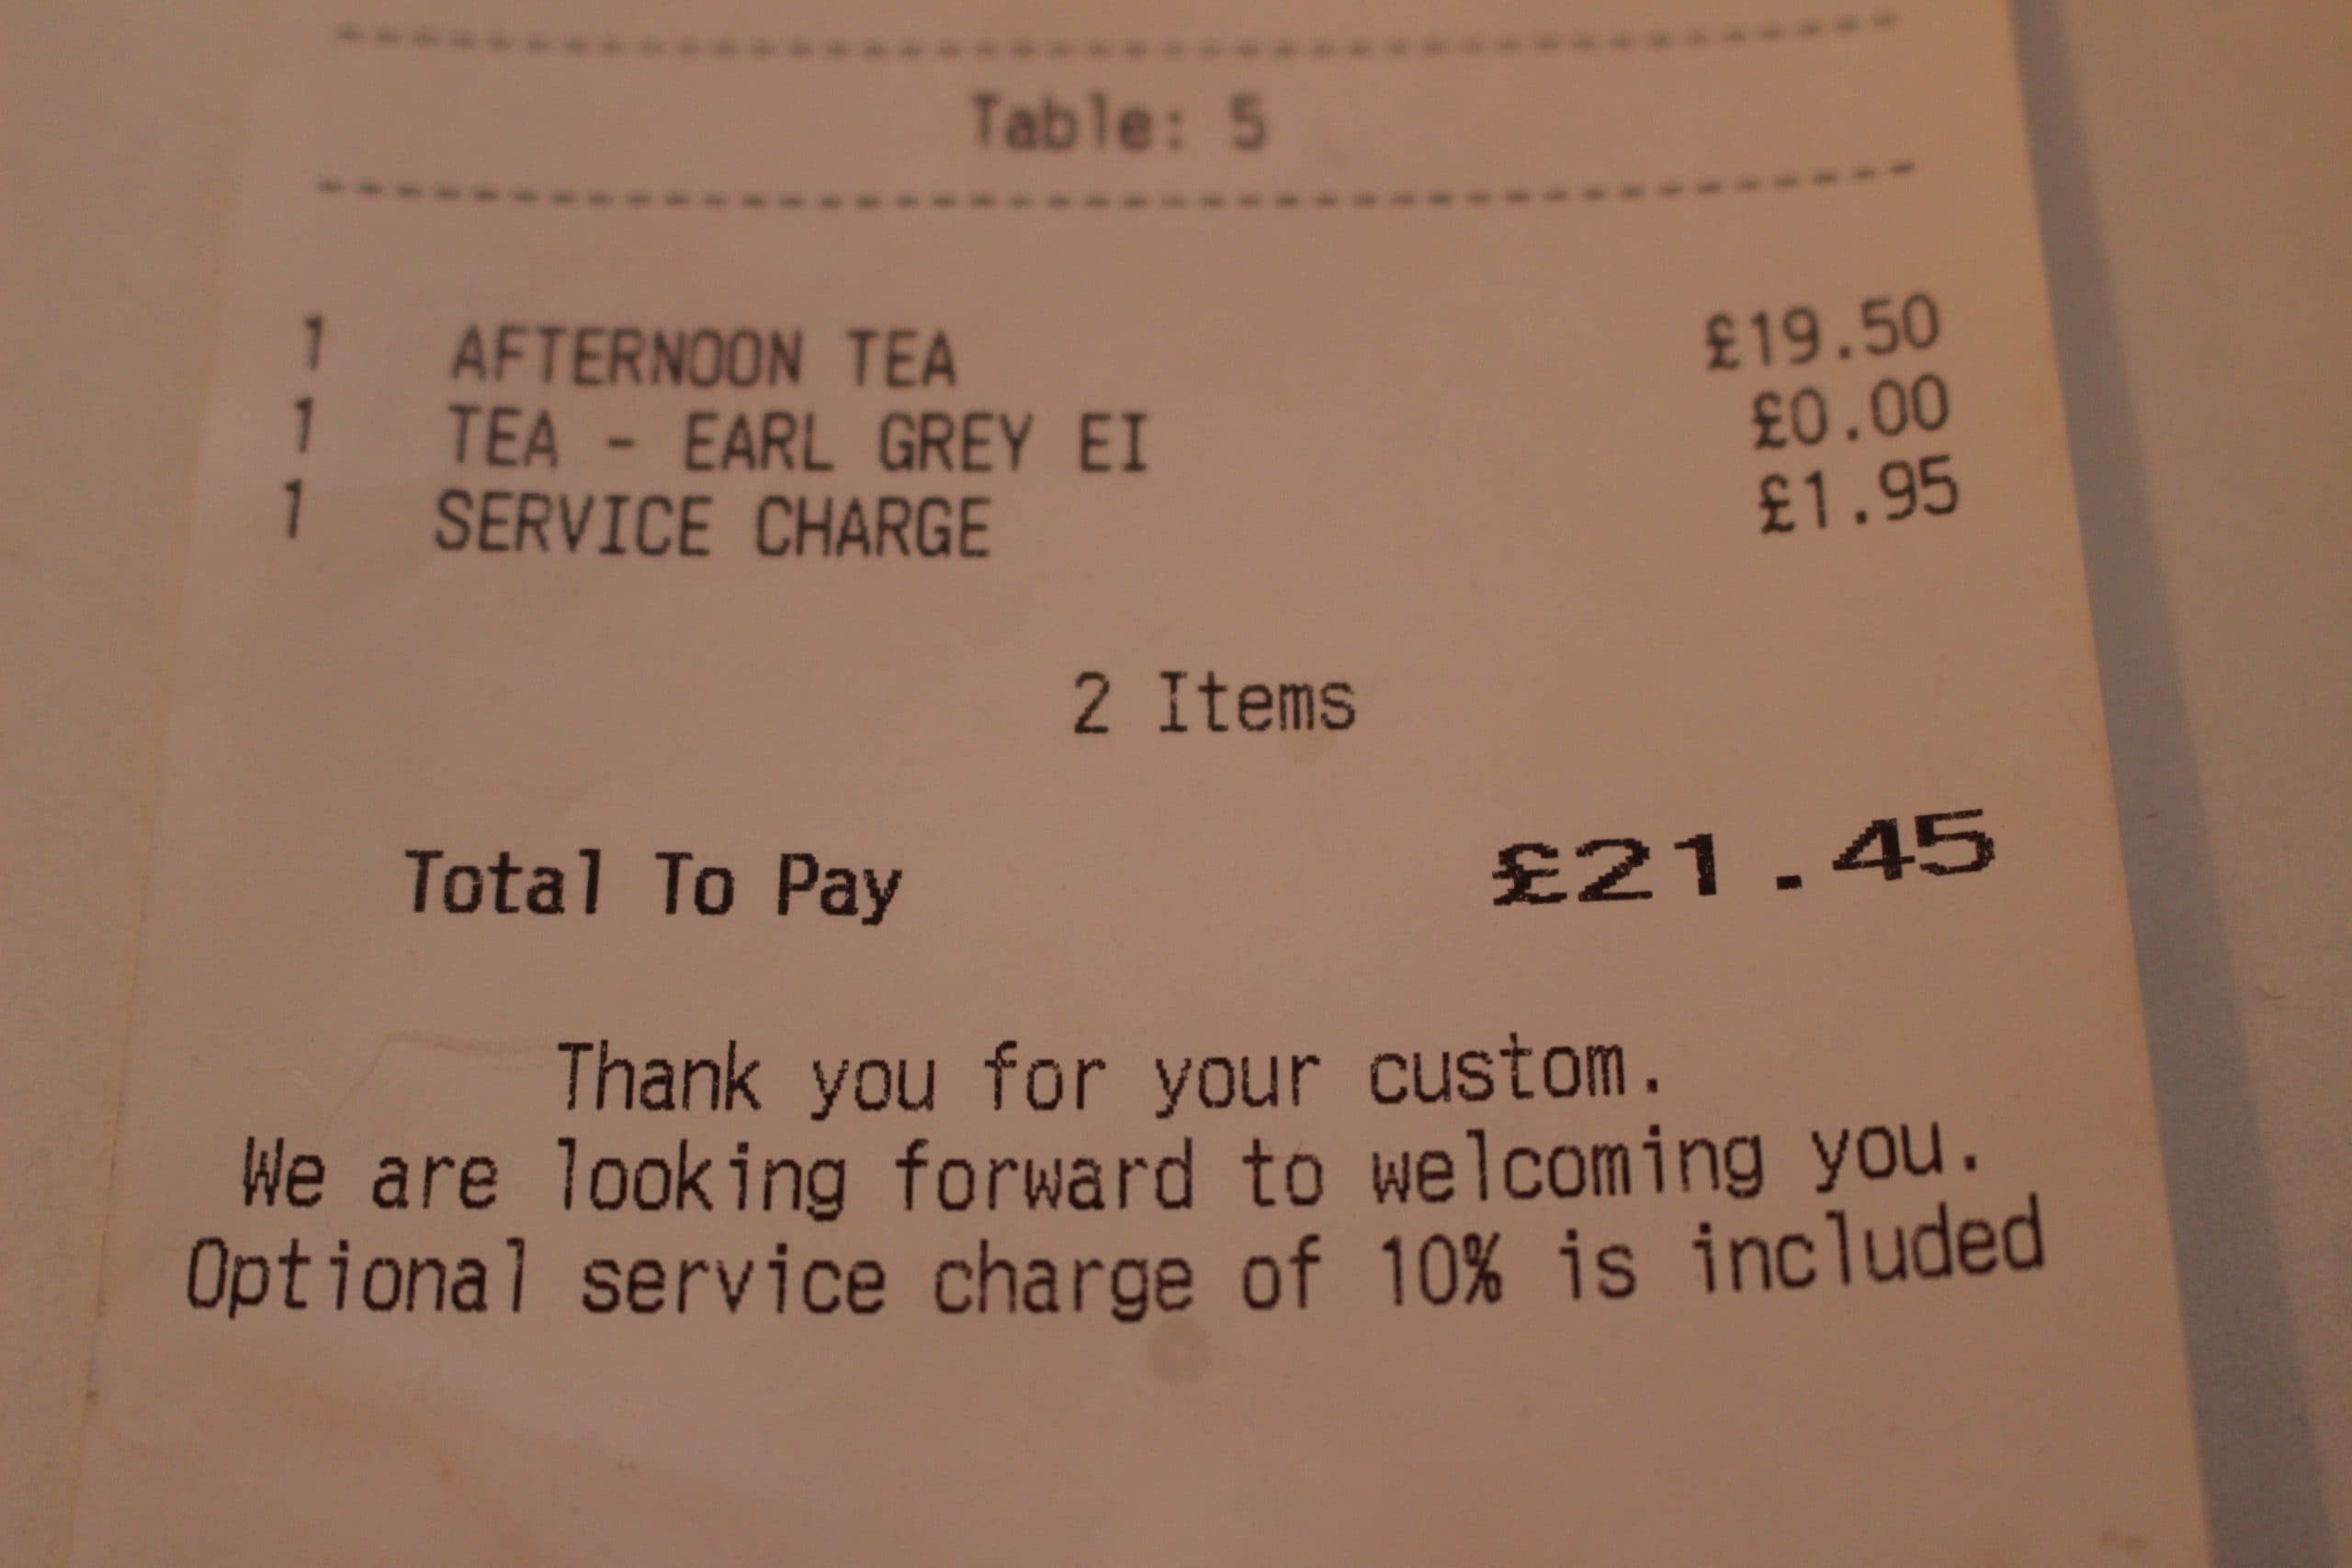 Table: 5
1 AFTERNOON TEA £19.50
1 TEA - EARL GREY EI £0.00
1 SERVICE CHARGE £1.95
2 Items
Total To Pay £21.45
Thank you for your custom.
We are looking forward to welcoming you.
Optional service charge of 10% is included